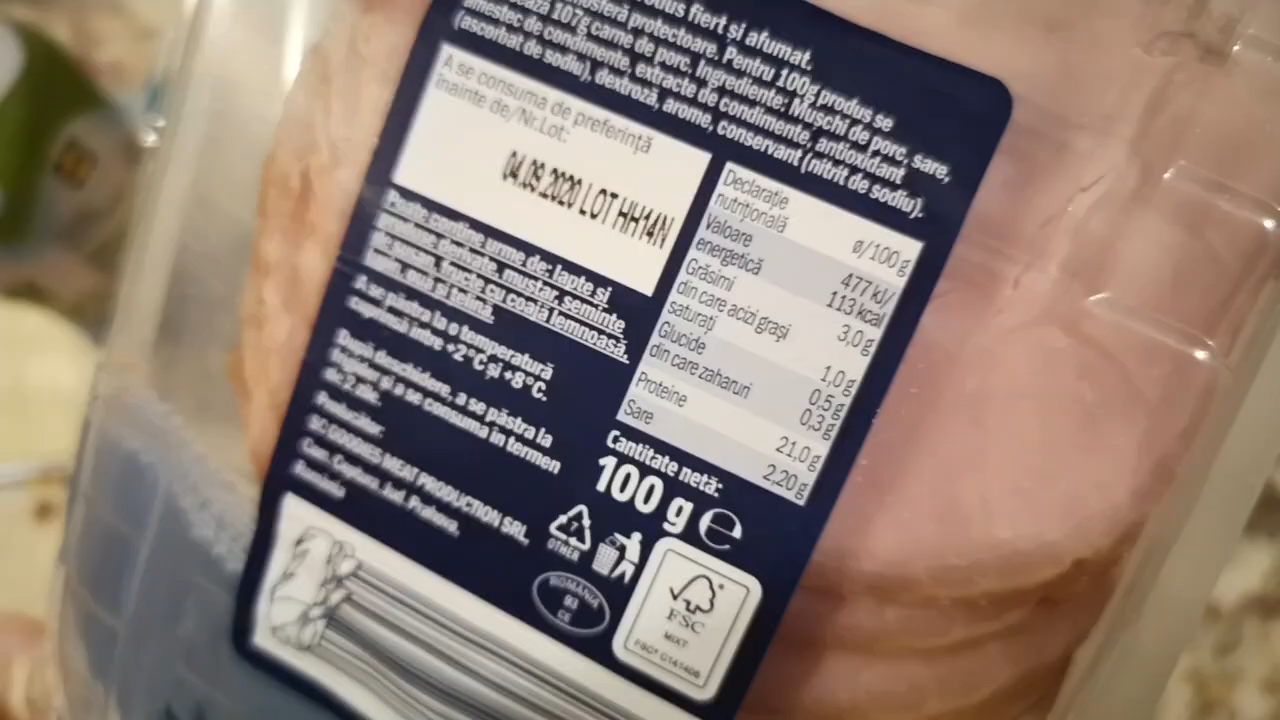 fiert și afumat.
protectoare. Pentru 100g produs se
107g carne de porc. Ingrediente: Mușchi de porc, sare,
amestec de condimente, extracte de condimente, antioxidant
(ascorbat de sodiu), dextroză, arome, conservant (nitrit de sodiu).
A se consuma de preferință
înainte de/Nr.Lot:
04.09.2020 LOT HH14N
Poate conține urme de: lapte și
produse derivate, muștar, semințe
de susan, fructe cu coajă lemnoasă,
ouă și țelină.
A se păstra la o temperatură
cuprinsă între +2°C și +8°C.
După deschidere, a se păstra la
frigider și a se consuma în termen
de 2 zile.
Producător:
SC GOODIES MEAT PRODUCTION SRL,
Com. Ceptura, Jud. Prahova,
România
Declarație
nutrițională ø/100 g
Valoare
energetică 477 kJ/
113 kcal
Grăsimi 3,0 g
din care acizi grași
saturați 1,0 g
Glucide 0,5 g
din care zaharuri 0,3 g
Proteine 21,0 g
Sare 2,20 g
Cantitate netă:
100 g e
7
OTHER
ROMÂNIA
93
CE
FSC
MIXT